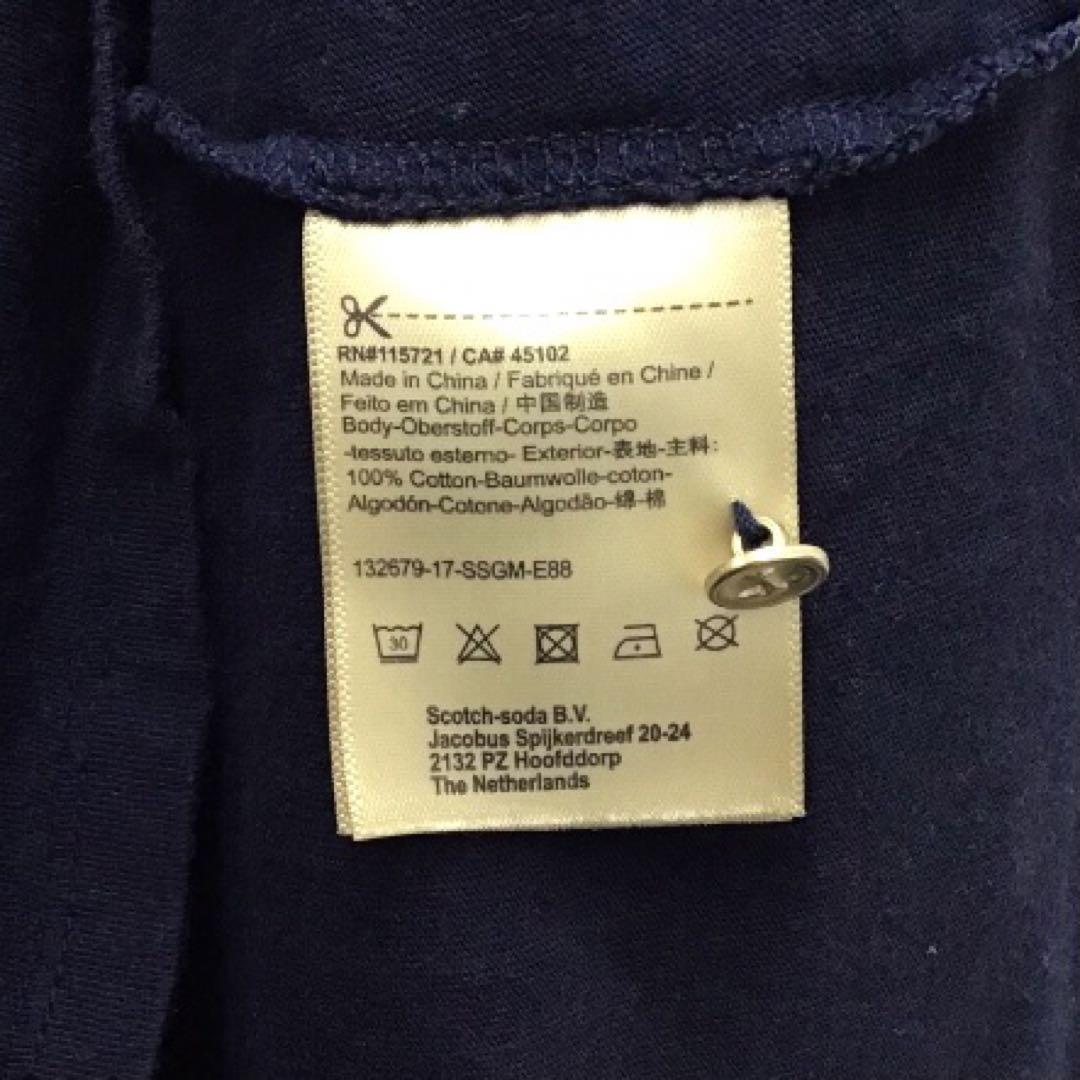 RN#115721 / CA# 45102
Made in China / Fabriqué en Chine /
Feito em China / 中国制造
Body-Oberstoff-Corps-Corpo
-tessuto esterno- Exterior-表地-主料:
100% Cotton-Baumwolle-coton-
Algodón-Cotone-Algodão-绵-棉
132679-17-SSGM-E88
30
Scotch-soda B.V.
Jacobus Spijkerdreef 20-24
2132 PZ Hoofddorp
The Netherlands